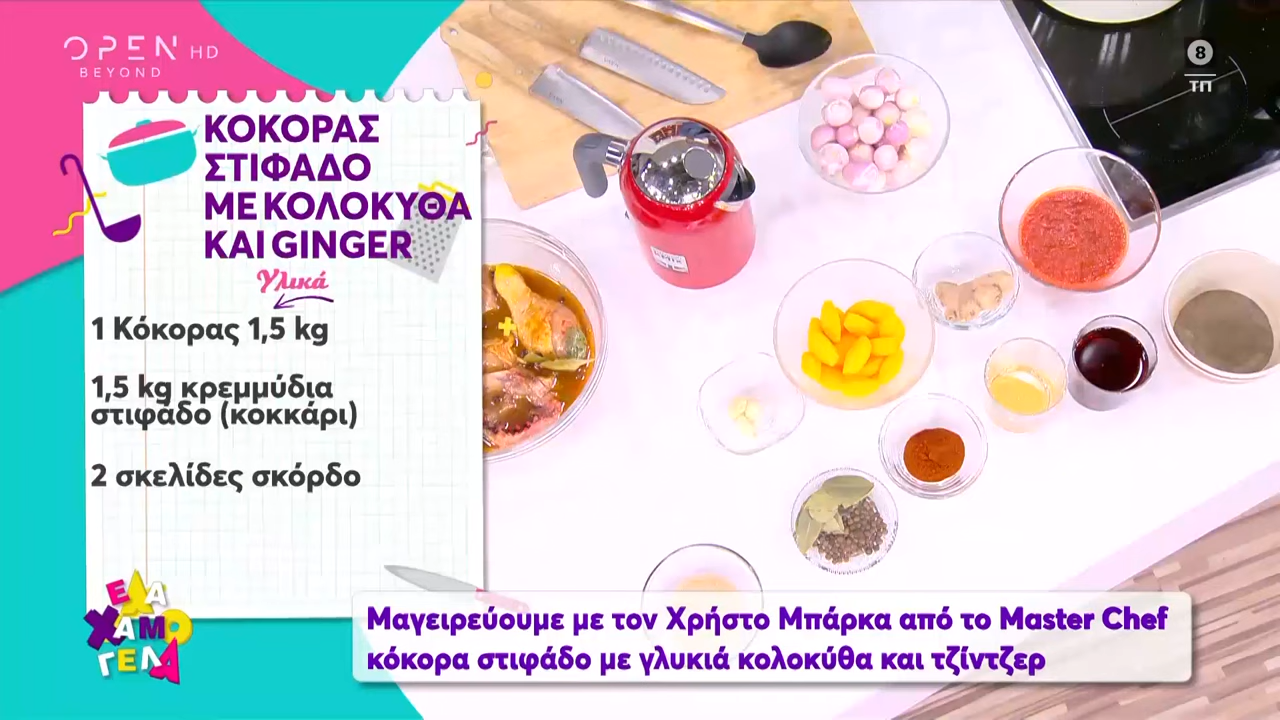 OPEN HD
BEYOND
8
ΤΠ
ΚΟΚΟΡΑΣ
ΣΤΙΦΑΔΟ
ΜΕ ΚΟΛΟΚΥΘΑ
ΚΑΙ GINGER
Υλικά
1 Κόκορας 1,5 kg
1,5 kg κρεμμύδια
στιφάδο (κοκκάρι)
2 σκελίδες σκόρδο
ΕΛΑ
ΧΑΜΟ
ΓΕΛΑ
Μαγειρεύουμε με τον Χρήστο Μπάρκα από το Master Chef
κόκορα στιφάδο με γλυκιά κολοκύθα και τζίντζερ